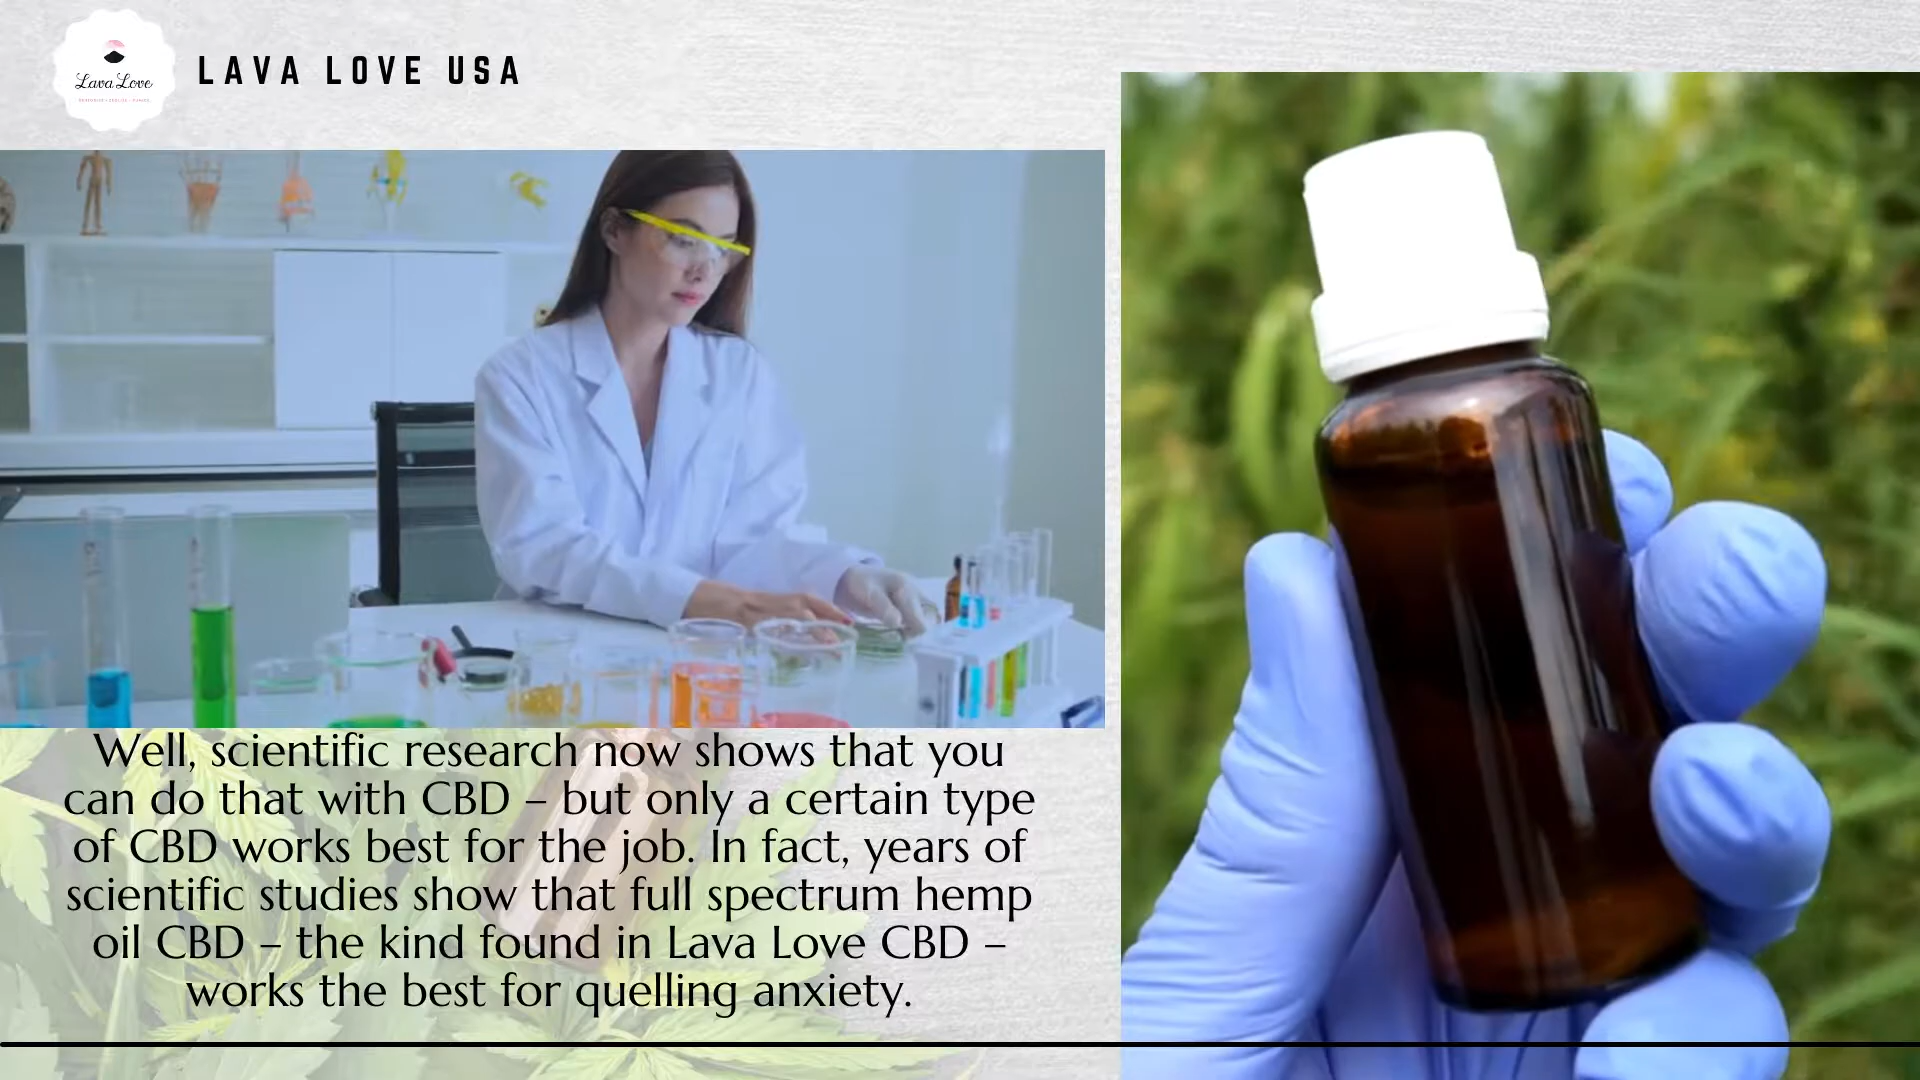 Lava Love
LAVA LOVE USA
Well, scientific research now shows that you
can do that with CBD – but only a certain type
of CBD works best for the job. In fact, years of
scientific studies show that full spectrum hemp
oil CBD – the kind found in Lava Love CBD –
works the best for quelling anxiety.